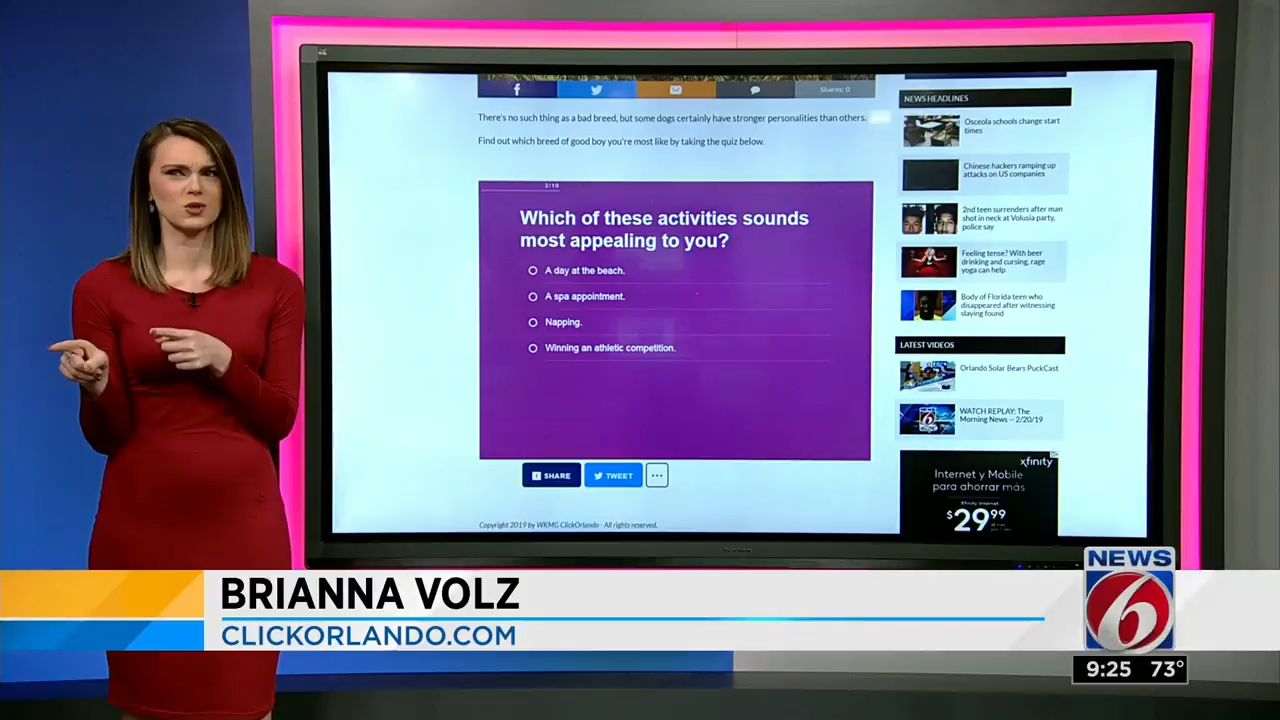 Shares: 0
There's no such thing as a bad breed, but some dogs certainly have stronger personalities than others.
Find out which breed of good boy you're most like by taking the quiz below.
Which of these activities sounds
most appealing to you?
A day at the beach.
A spa appointment.
Napping.
Winning an athletic competition.
SHARE
TWEET
Copyright 2019 by WKMG ClickOrlando - All rights reserved.
NEWS HEADLINES
Osceola schools change start
times
Chinese hackers ramping up
attacks on US companies
2nd teen surrenders after man
shot in neck at Volusia party,
police say
Feeling tense? With beer
drinking and cursing, rage
yoga can help
Body of Florida teen who
disappeared after witnessing
slaying found
LATEST VIDEOS
Orlando Solar Bears PuckCast
WATCH REPLAY: The
Morning News -- 2/20/19
xfinity
Internet y Mobile
para ahorrar más
Xfinity Internet
$29.99
BRIANNA VOLZ
CLICKORLANDO.COM
NEWS
6
9:25 73°